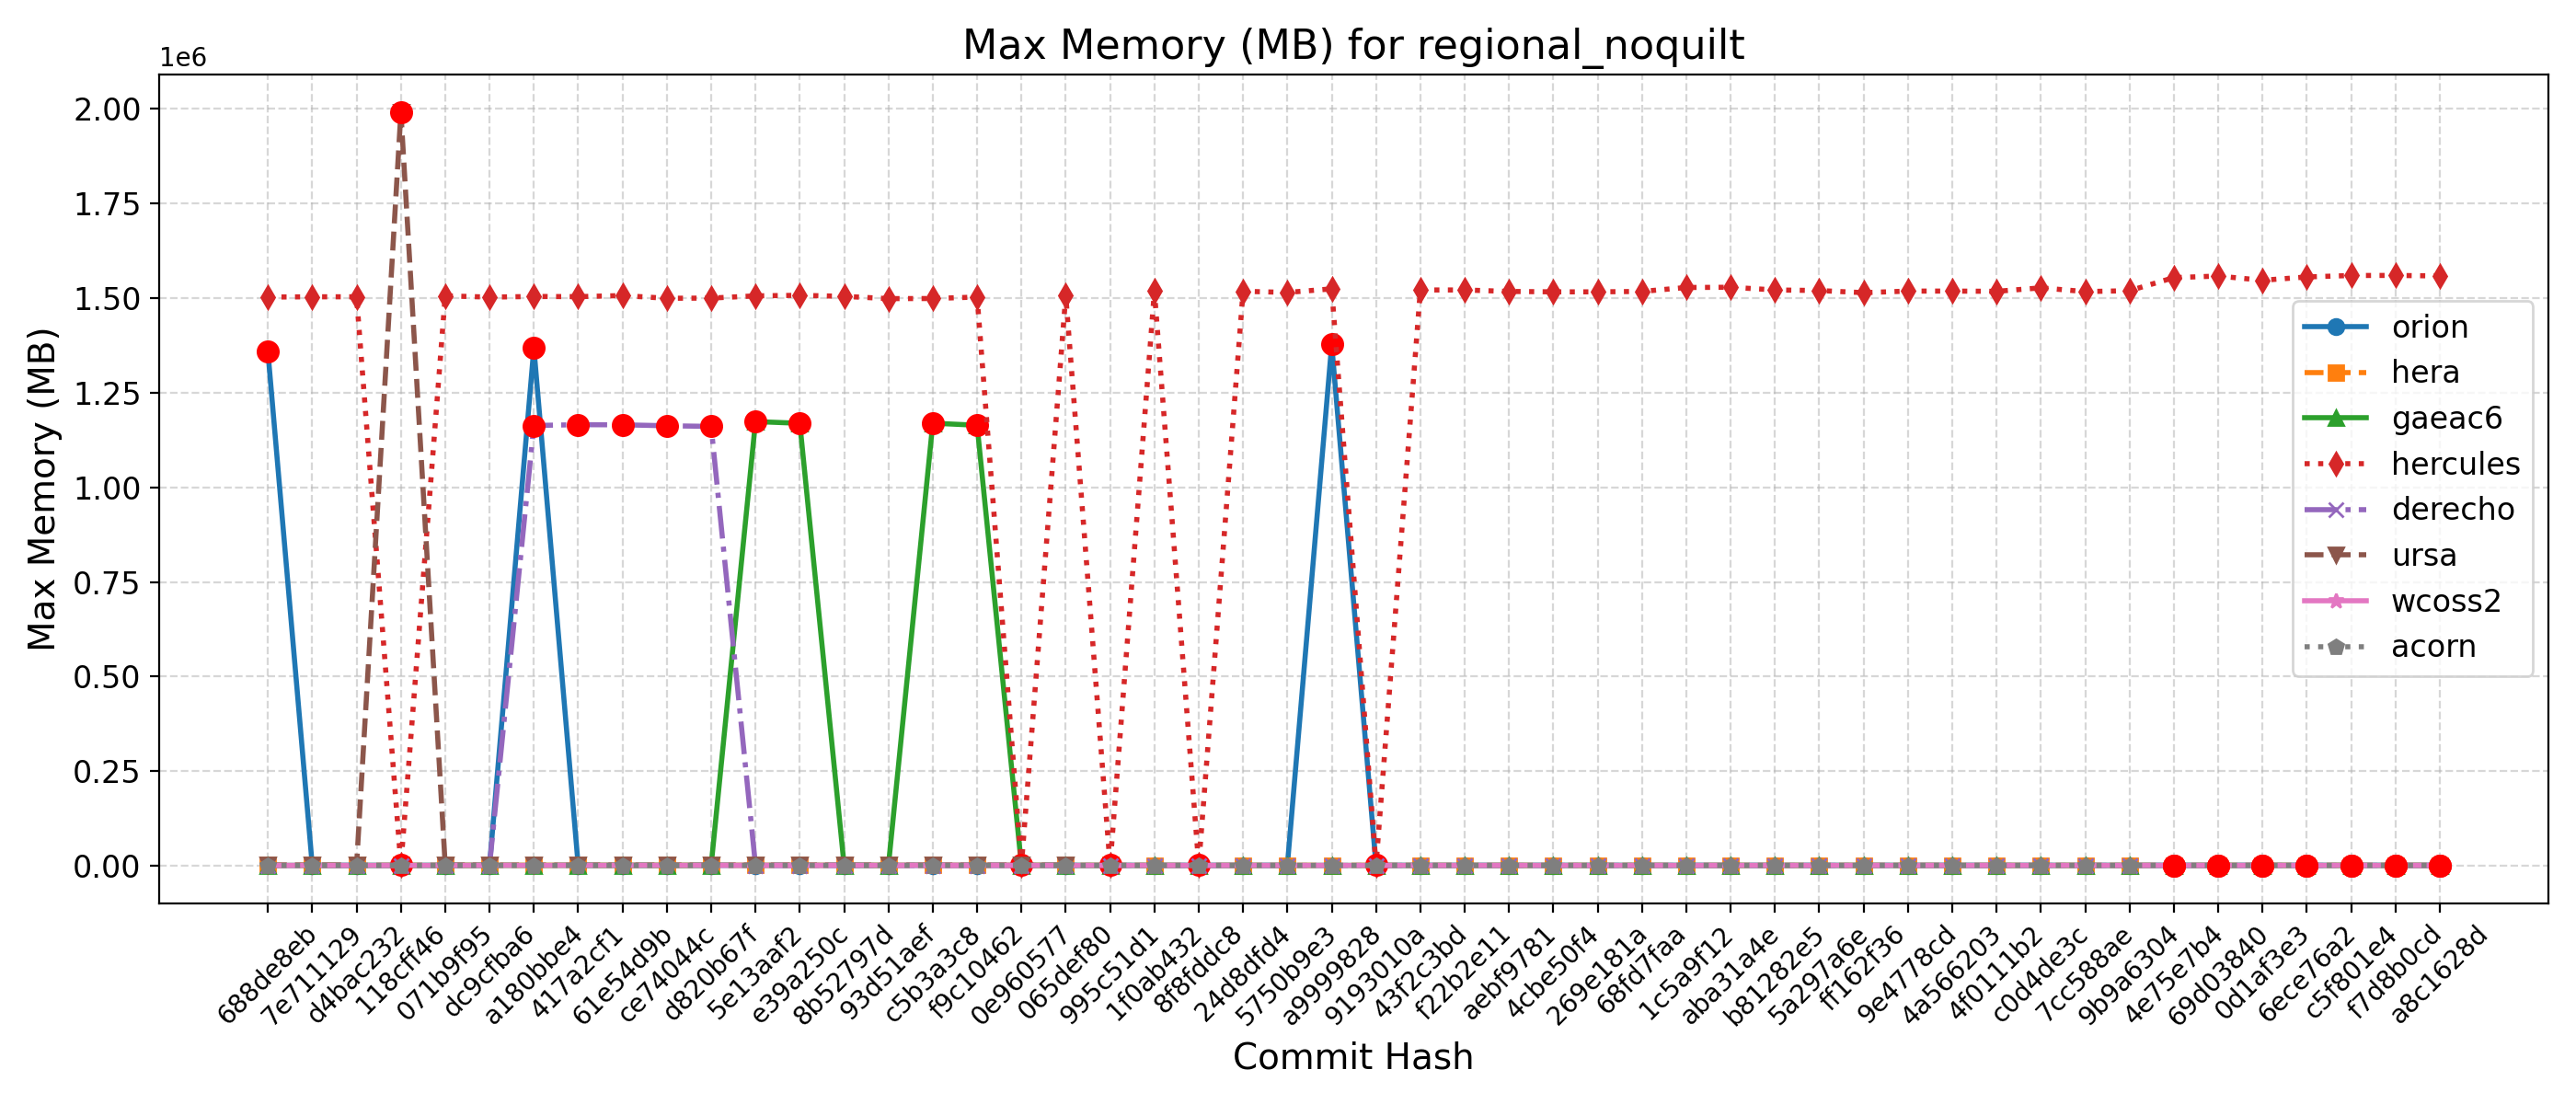 Max Memory (MB) for regional_noquilt
1e6
2.00
1.75
1.50
1.25
1.00
0.75
0.50
0.25
0.00
Max Memory (MB)
orion
hera
gaeac6
hercules
derecho
ursa
wcoss2
acorn
688de8eb
7e711129
d4bac232
118cff46
071b9f95
dc9cfba6
a180bbe4
417a2cf1
61e54d9b
ce74044c
d820b67f
5e13aaf2
e39a250c
8b52797d
93d51aef
c5b3a3c8
f9c10462
0e960577
065def80
995c51d1
1f0ab432
8f8fddc8
24d8dfd4
5750b9e3
a9999828
9193010a
43f2c3bd
f22b2e11
aebf9781
4cbe50f4
269e181a
68fd7faa
1c5a9f12
aba31a4e
b81282e5
5a297a6e
ff162f36
9e4778cd
4a566203
4f0111b2
c0d4de3c
7cc588ae
9b9a6304
4e75e7b4
69d03840
0d1af3e3
6ece76a2
c5f801e4
f7d8b0cd
a8c1628d
Commit Hash